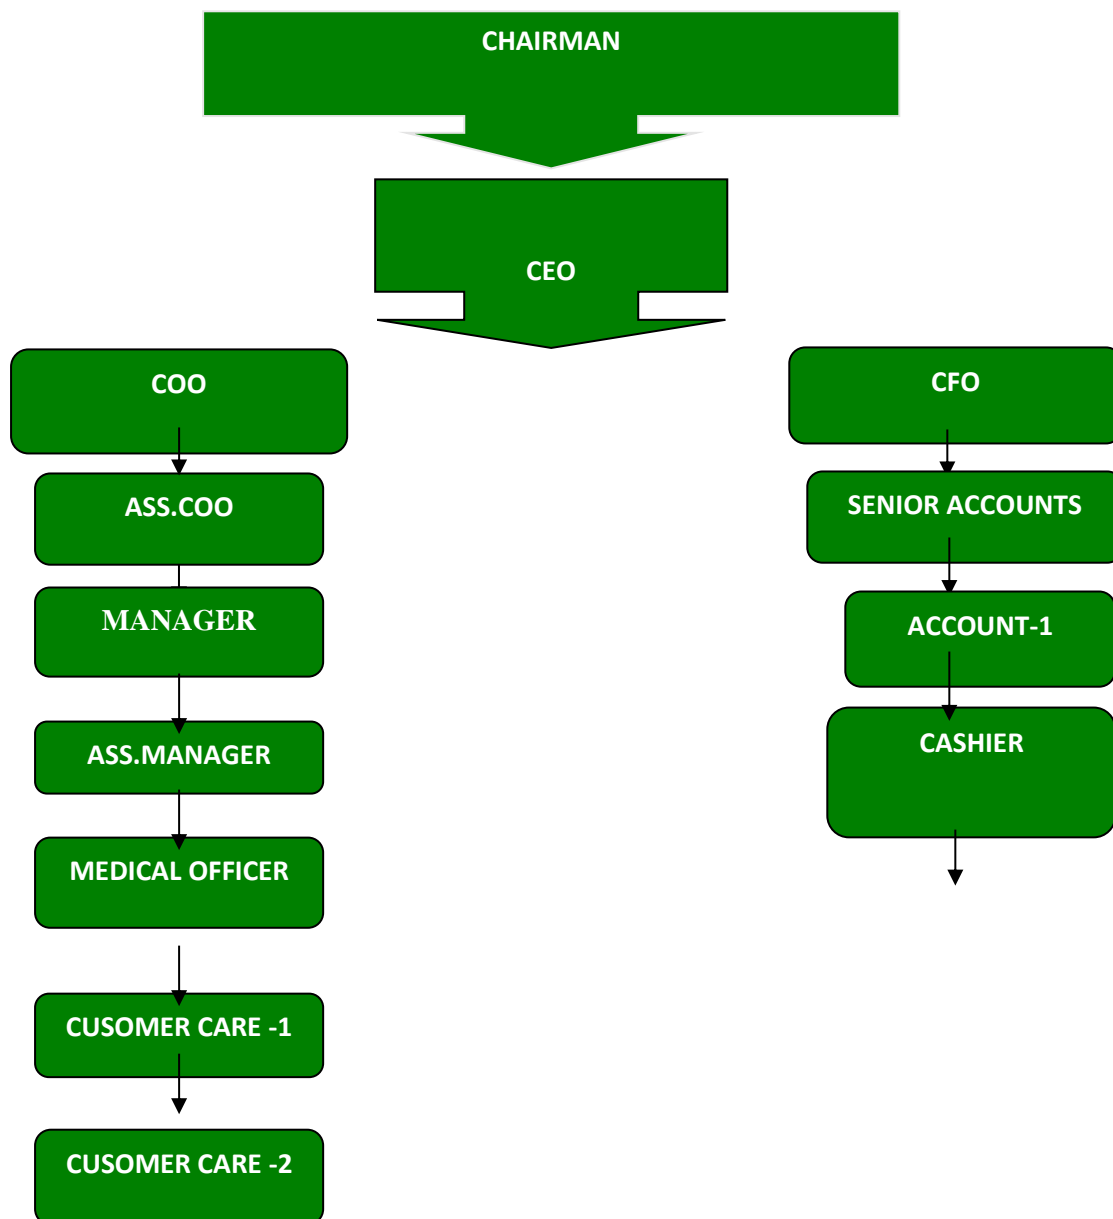 CHAIRMAN
CEO
COO
CFO
ASS.COO
SENIOR ACCOUNTS
MANAGER
ACCOUNT-1
ASS.MANAGER
CASHIER
MEDICAL OFFICER
CUSOMER CARE -1
CUSOMER CARE -2